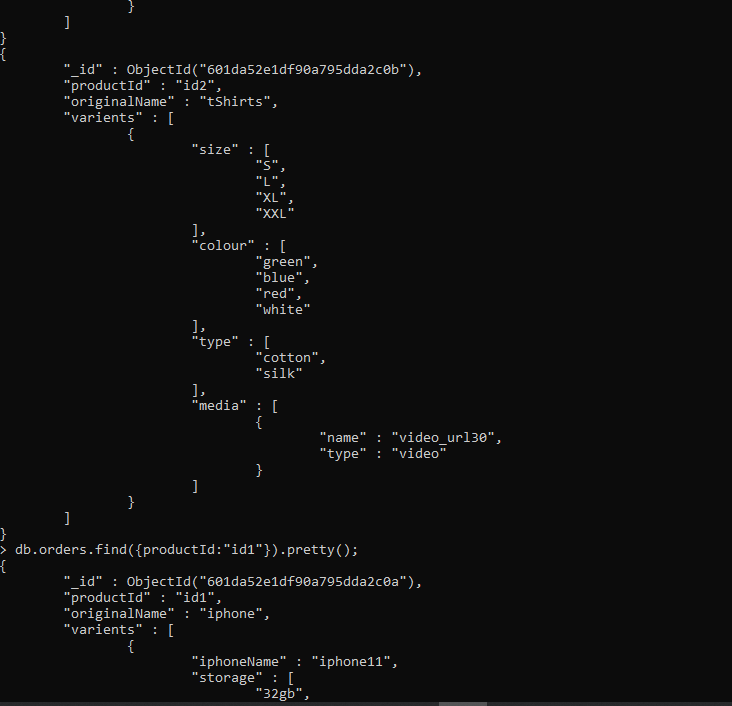 }
        ]
}
{
        "_id" : ObjectId("601da52e1df90a795dda2c0b"),
        "productId" : "id2",
        "originalName" : "tShirts",
        "varients" : [
                {
                        "size" : [
                                "S",
                                "L",
                                "XL",
                                "XXL"
                        ],
                        "colour" : [
                                "green",
                                "blue",
                                "red",
                                "white"
                        ],
                        "type" : [
                                "cotton",
                                "silk"
                        ],
                        "media" : [
                                {
                                        "name" : "video_url30",
                                        "type" : "video"
                                }
                        ]
                }
        ]
}
> db.orders.find({productId:"id1"}).pretty();
{
        "_id" : ObjectId("601da52e1df90a795dda2c0a"),
        "productId" : "id1",
        "originalName" : "iphone",
        "varients" : [
                {
                        "iphoneName" : "iphone11",
                        "storage" : [
                                "32gb",